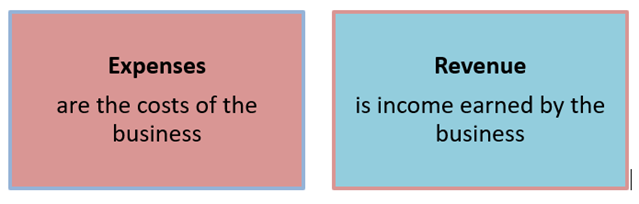 Expenses
are the costs of the
business
Revenue
is income earned by the
business